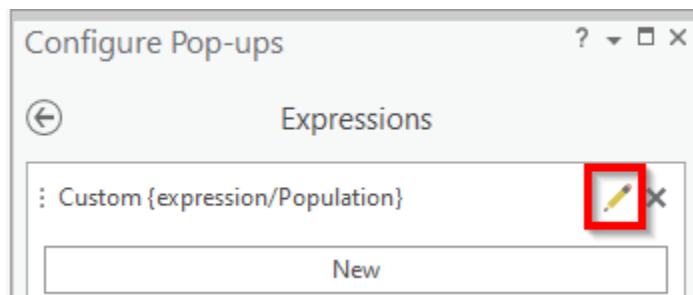 Configure Pop-ups ?
Expressions
Custom {expression/Population}
New